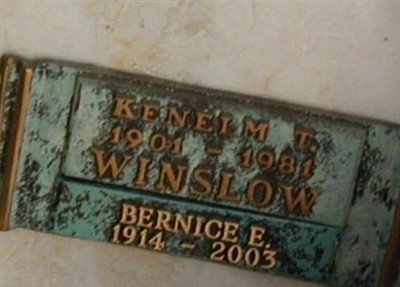 KENELM T.
1901 - 1981
WINSLOW
BERNICE E.
1914 - 2003